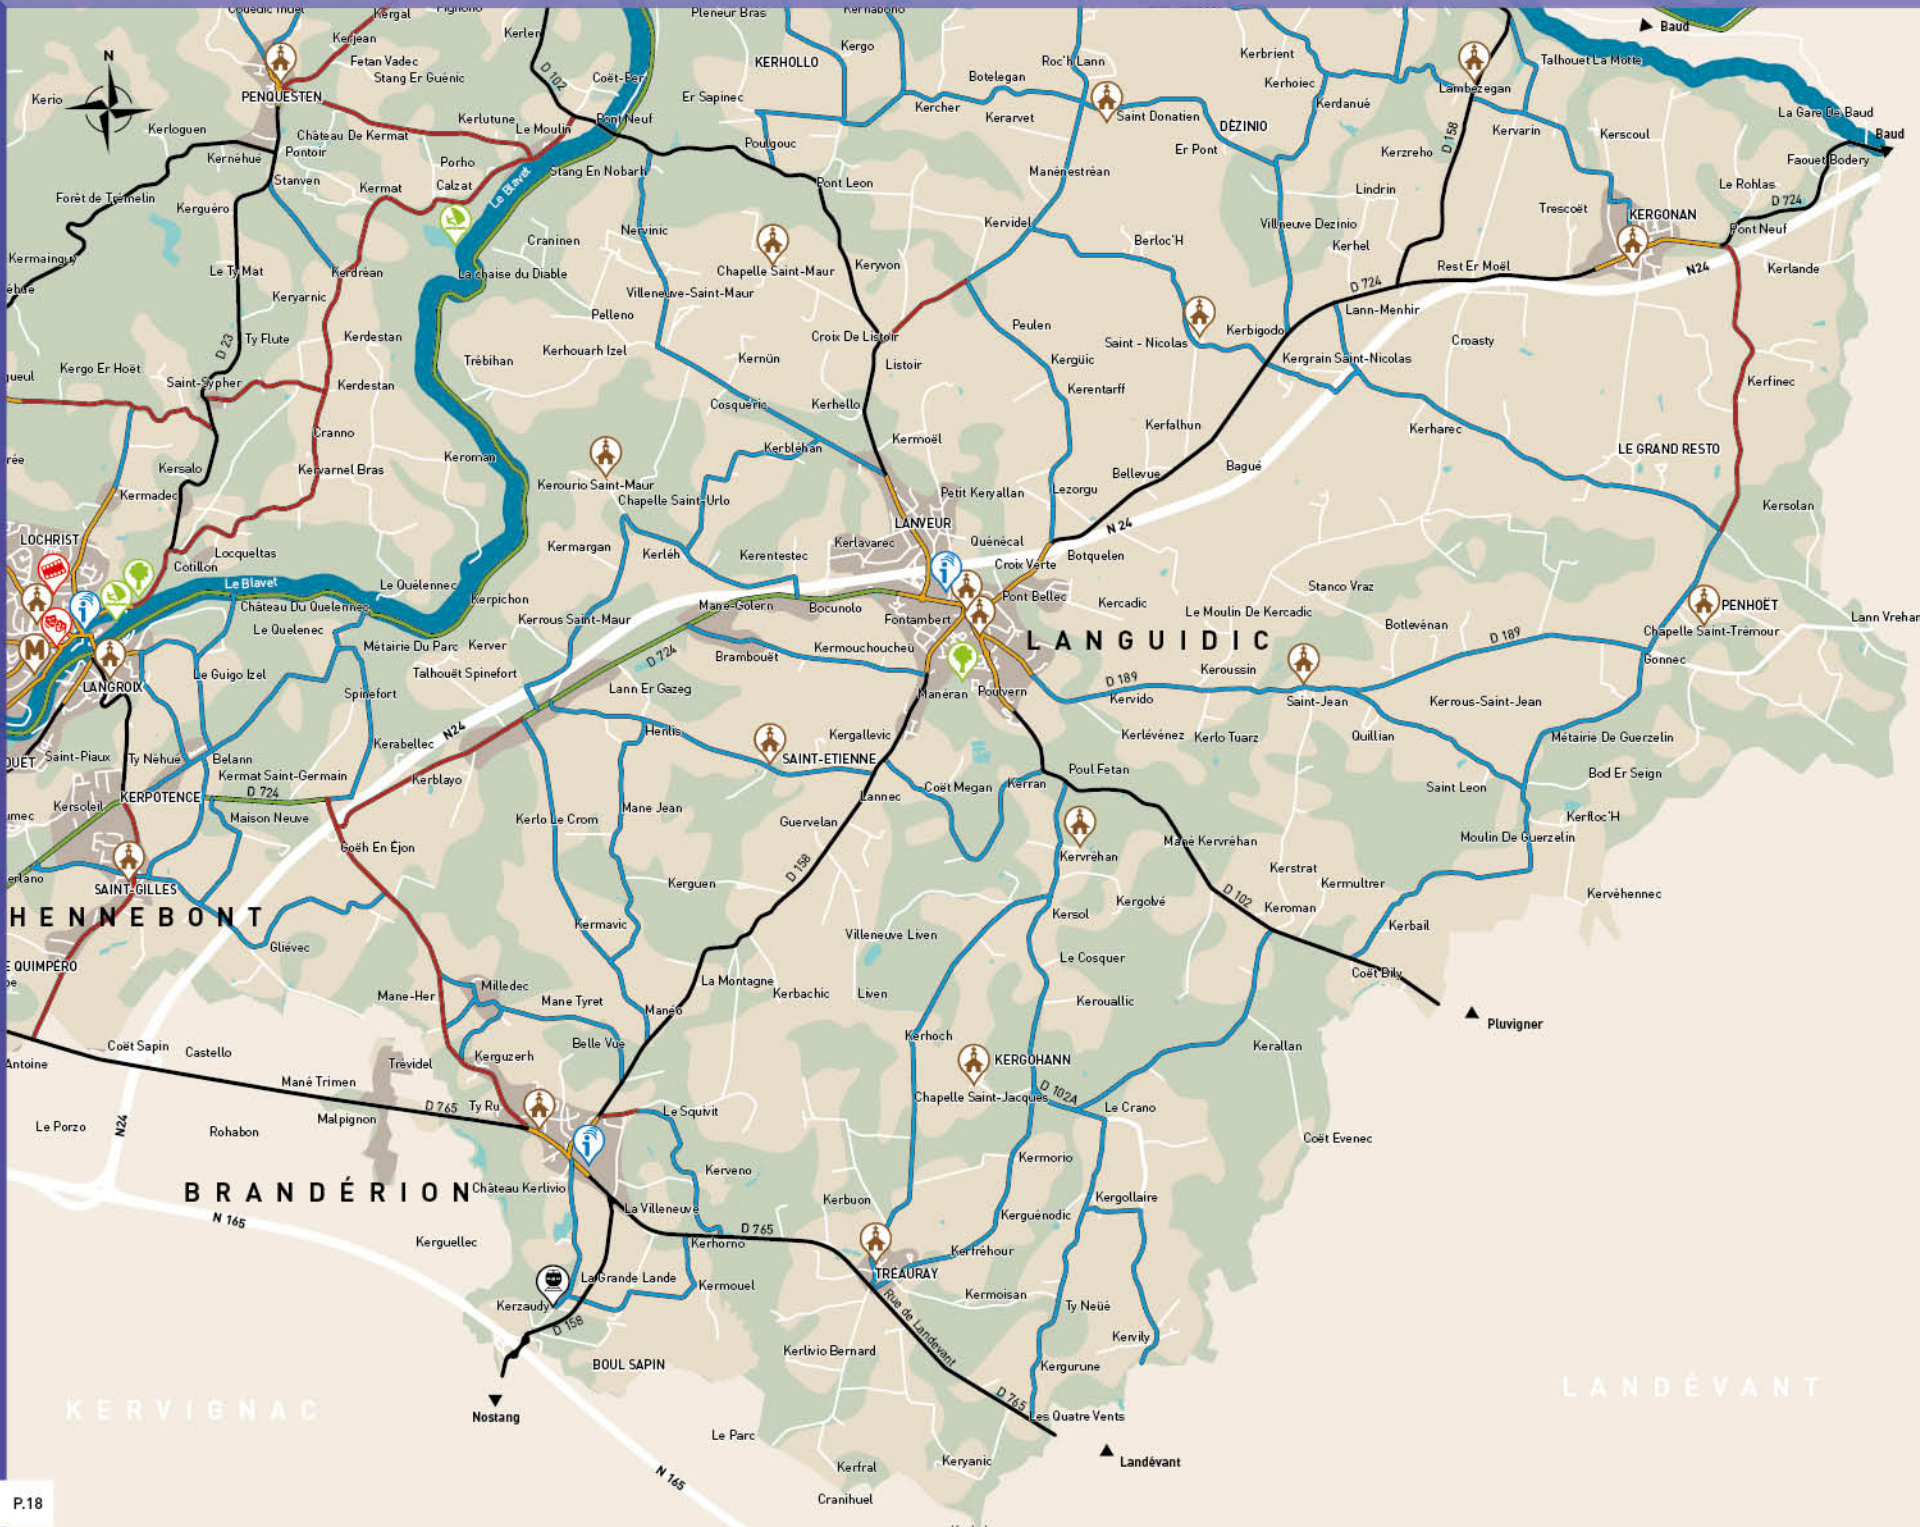 Kergal
Pleneur Bras
Baud
Kerjean
Kerlen
Kergo
Kerbrient
Fetan Vadec
KERHOLLO
Roc'h Lann
Talhouet La Motte
N
Stang Er Guénic
D 102
Coët-Fer
Botelegan
Kerhoiec
Lambezegan
Kerio
PENQUESTEN
Er Sapinec
Kercher
Kerdanué
La Gare De Baud
Kerlutune
Pont Neuf
Kerarvet
Saint Donatien
DÉZINIO
Kervarin
Kerscoul
Baud
Kerloguen
Château De Kermat
Le Moulin
Poulgouc
Er Pont
Kerzreho
D 158
Faouet Bodery
Kernéhué
Pontoir
Porho
Stang En Nobarh
Manénestréan
Stanven
Kermat
Calzat
Le Blavet
Pont Leon
Lindrin
Le Rohlas
Forêt de Trémelin
Kerguéro
Kervidel
Villneuve Dezinio
Trescoët
KERGONAN
D 724
Nervinic
Craninen
Berloc'H
Kerhel
Pont Neuf
Kermainguy
Le Ty Mat
Kerdréan
La chaise du Diable
Chapelle Saint-Maur
Keryvon
Rest Er Moël
N24
Kerlande
Keryarnic
Villeneuve-Saint-Maur
D 724
Lann-Menhir
Pelleno
Peulen
Kerbigodo
D 23
Ty Flute
Kerdestan
Croix De Listoir
Saint - Nicolas
Croasty
Kergo Er Hoët
Trébihan
Kerhouarh Izel
Kernün
Listoir
Kergüic
Kergrain Saint-Nicolas
Saint-Sypher
Kerdestan
Kerentarff
Kerfinec
Cosquéric
Kerhello
Kerfalhun
Kerharec
Cranno
Kermoël
Kerbléhan
LE GRAND RESTO
Kersalo
Kervarnel Bras
Keroman
Bagué
Kermadec
Kerourio Saint-Maur
Chapelle Saint-Urlo
Petit Keryallan
Lezorgu
Bellevue
Kersolan
LANVEUR
N 24
LOCHRIST
Locqueltas
Kermargan
Kerléh
Kerentestec
Kerlavarec
Quénécal
Botquelen
Cotillon
Croix Verte
Le Blavet
Le Quélennec
Stanco Vraz
Château Du Quelennec
Kerpichon
Mane-Golern
Bocunolo
Pont Bellec
Kercadic
Le Moulin De Kercadic
PENHOËT
Kerrous Saint-Maur
Fontambert
Botlevénan
Le Quelenec
Chapelle Saint-Trémour
LANGUIDIC
D 189
Métairie Du Parc
Kerver
D 724
Brambouët
Kermouchoucheü
Le Guigo Izel
Talhouët Spinefort
Keroussin
Gonnec
LANGROIX
Spinefort
Lann Er Gazeg
Manéran
Poulvern
D 189
Kervido
Saint-Jean
Kerrous-Saint-Jean
N24
Henlis
Kergallevic
Kerlévénez
Kerlo Tuarz
Quillian
Métairie De Guerzelin
Saint-Piaux
Ty Néhué
Belann
Kerabellec
SAINT-ETIENNE
Kermat Saint-Germain
Kerblayo
Poul Fetan
Bod Er Seign
D 724
KERPOTENCE
Lannec
Coët Megan
Kerran
Saint Leon
Kersoleil
Maison Neuve
Kerlo Le Crom
Mane Jean
Guervelan
Kerfloc'H
Goëh En Éjon
Kervréhan
Mané Kervréhan
Moulin De Guerzelin
D 158
Kerstrat
SAINT-GILLES
Kerguen
Kermultrer
Kergolvé
D 102
Kervéhennec
HENNEBONT
Kermavic
Kersol
Keroman
Kerbail
Villeneuve Liven
Gliévec
Le Cosquer
Coët Dily
La Montagne
Milledec
Mane-Her
Mane Tyret
Kerbachic
Liven
Kerouallic
Manéo
Pluvigner
Kerhoch
Belle Vue
Coët Sapin
Castello
Kerguzerh
KERGOHANN
Kerallan
Antoine
Trévidel
Mané Trimen
D 102A
Chapelle Saint-Jacques
Malpignon
D 765
Ty Ru
Le Squivit
Le Crano
Le Porzo
N24
Rohabon
Coët Evenec
Kermorio
Kerveno
BRANDÉRION
Château Kerlivio
Kerbuon
Kergollaire
N 165
La Villeneuve
Kerguénodic
D 765
Kerguellec
Kerhorno
Kerfréhour
TRÉAURAY
La Grande Lande
Kermouel
Kermoisan
Kerzaudy
Rue de Landevant
Ty Neüé
D 158
Kervily
Kerlivio Bernard
BOUL SAPIN
Kergurune
D 765
LANDÉVANT
KERVIGNAC
Nostang
Les Quatre Vents
Le Parc
Landévant
Keryanic
Kerfral
N 165
Cranihuel
P.18